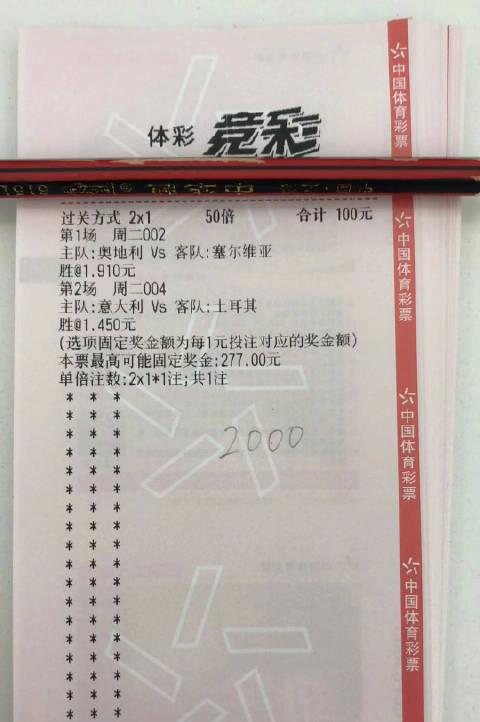 体彩 竞彩
过关方式 2x1 50倍 合计 100元
第1场 周二002
主队:奥地利 Vs 客队:塞尔维亚
胜@1.910元
第2场 周二004
主队:意大利 Vs 客队:土耳其
胜@1.450元
(选项固定奖金额为每1元投注对应的奖金额)
本票最高可能固定奖金:277.00元
单倍注数:2x1*1注;共1注
* * *
* * *
* * *
2000
* * *
* * *
* * *
* * *
* * *
* * *
* * *
* * *
* * *
* * *
* * *
* * *
* * *
* * *
中国体育彩票
中国体育彩票
中国体育彩票
中国体育彩票